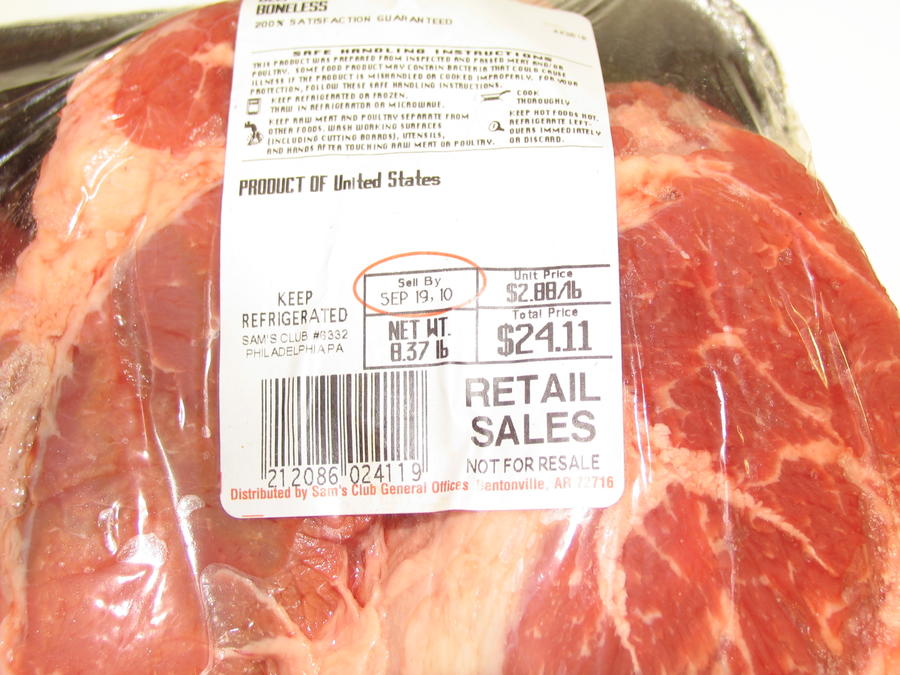 BONELESS
200% SATISFACTION GUARANTEED
SAFE HANDLING INSTRUCTIONS
THIS PRODUCT WAS PREPARED FROM INSPECTED AND PASSED MEAT AND/OR
POULTRY. SOME FOOD PRODUCTS MAY CONTAIN BACTERIA THAT COULD CAUSE
ILLNESS IF THE PRODUCT IS MISHANDLED OR COOKED IMPROPERLY. FOR YOUR
PROTECTION, FOLLOW THESE SAFE HANDLING INSTRUCTIONS.
KEEP REFRIGERATED OR FROZEN.
THAW IN REFRIGERATOR OR MICROWAVE.
KEEP RAW MEAT AND POULTRY SEPARATE FROM
OTHER FOODS. WASH WORKING SURFACES
(INCLUDING CUTTING BOARDS), UTENSILS,
AND HANDS AFTER TOUCHING RAW MEAT OR POULTRY.
COOK
THOROUGHLY
KEEP HOT FOODS HOT.
REFRIGERATE LEFT-
OVERS IMMEDIATELY
OR DISCARD.
PRODUCT OF United States
KEEP
REFRIGERATED
SAM'S CLUB #6332
PHILADELPHIA PA
Sell By
SEP 19, 10
NET WT.
8.37 lb
Unit Price
$2.88/lb
Total Price
$24.11
RETAIL
SALES
NOT FOR RESALE
212086 024119
Distributed by Sam's Club General Offices Bentonville, AR 72716